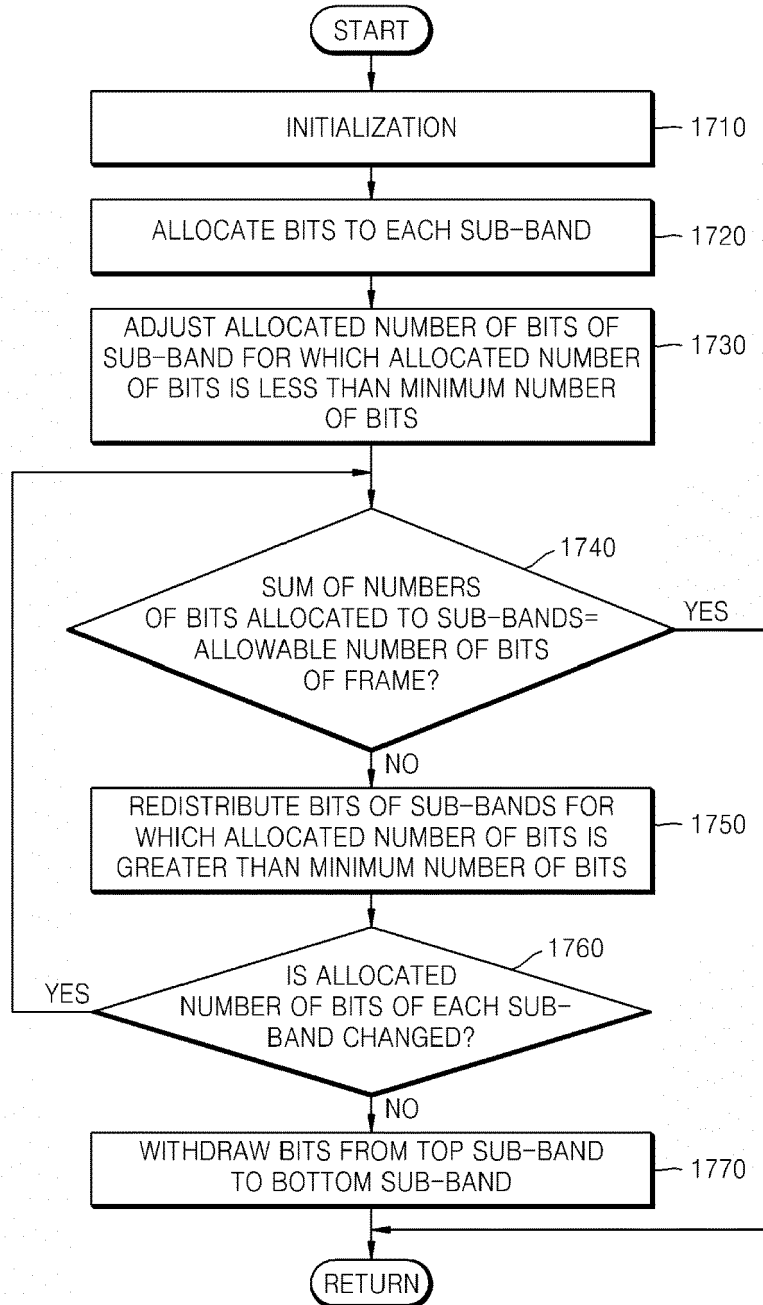 START
INITIALIZATION
1710
ALLOCATE BITS TO EACH SUB-BAND
1720
ADJUST ALLOCATED NUMBER OF BITS OF
SUB-BAND FOR WHICH ALLOCATED NUMBER
OF BITS IS LESS THAN MINIMUM NUMBER
OF BITS
1730
1740
SUM OF NUMBERS
OF BITS ALLOCATED TO SUB-BANDS=
ALLOWABLE NUMBER OF BITS
OF FRAME?
YES
NO
REDISTRIBUTE BITS OF SUB-BANDS FOR
WHICH ALLOCATED NUMBER OF BITS IS
GREATER THAN MINIMUM NUMBER OF BITS
1750
1760
IS ALLOCATED
NUMBER OF BITS OF EACH SUB-
BAND CHANGED?
YES
NO
WITHDRAW BITS FROM TOP SUB-BAND
TO BOTTOM SUB-BAND
1770
RETURN